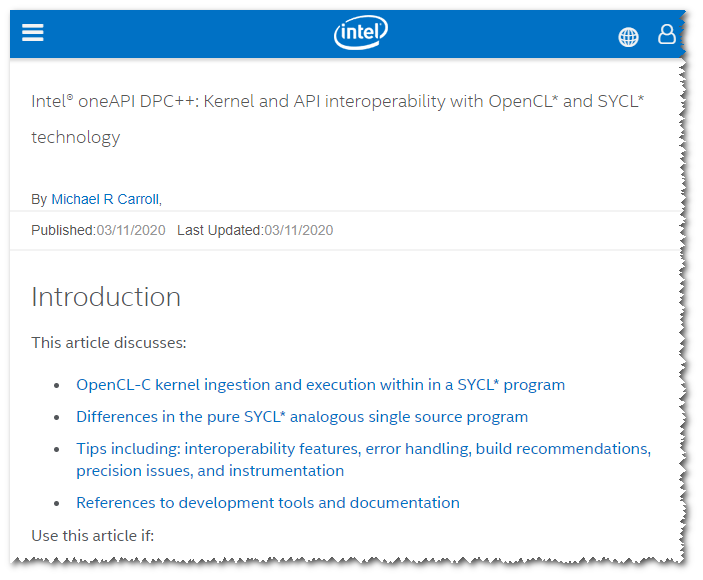 intel
Intel® oneAPI DPC++: Kernel and API interoperability with OpenCL* and SYCL*
technology
By Michael R Carroll,
Published:03/11/2020 Last Updated:03/11/2020
Introduction
This article discusses:
• OpenCL-C kernel ingestion and execution within in a SYCL* program
• Differences in the pure SYCL* analogous single source program
• Tips including: interoperability features, error handling, build recommendations,
precision issues, and instrumentation
• References to development tools and documentation
Use this article if: